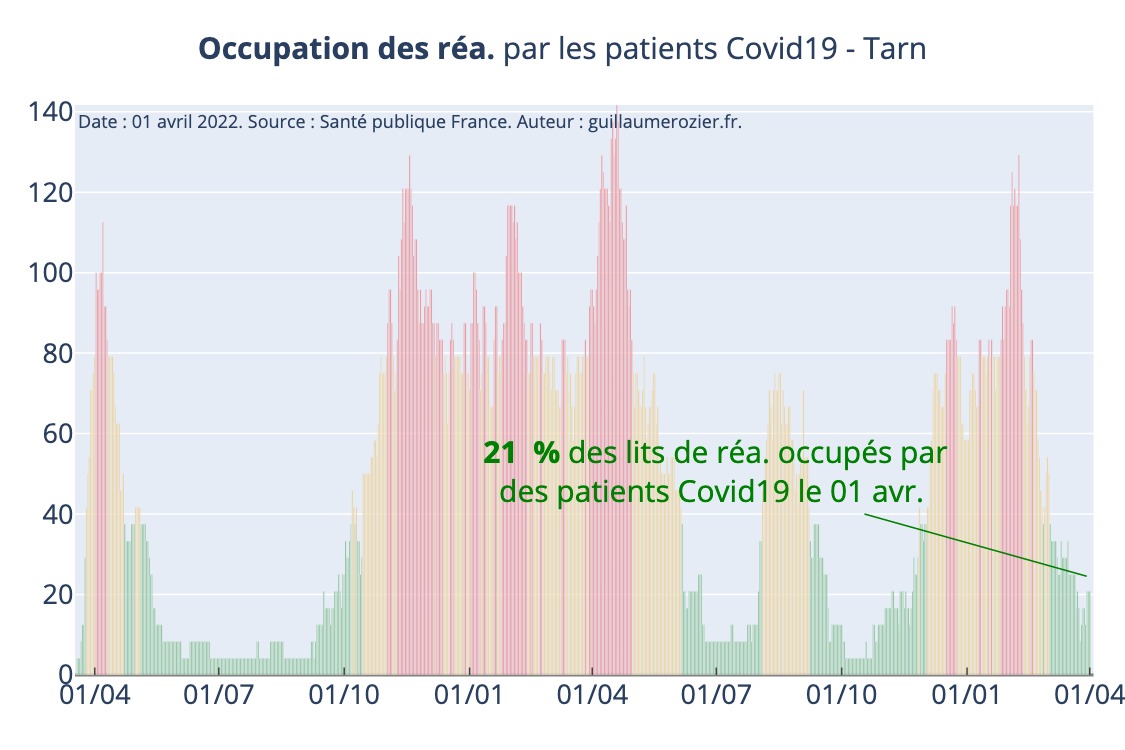 Occupation des réa. par les patients Covid19 - Tarn
140
Date : 01 avril 2022. Source : Santé publique France. Auteur : guillaumerozier.fr.
120
100
80
60
21  % des lits de réa. occupés par
des patients Covid19 le 01 avr.
40
20
0
01/04 01/07 01/10 01/01 01/04 01/07 01/10 01/01 01/04